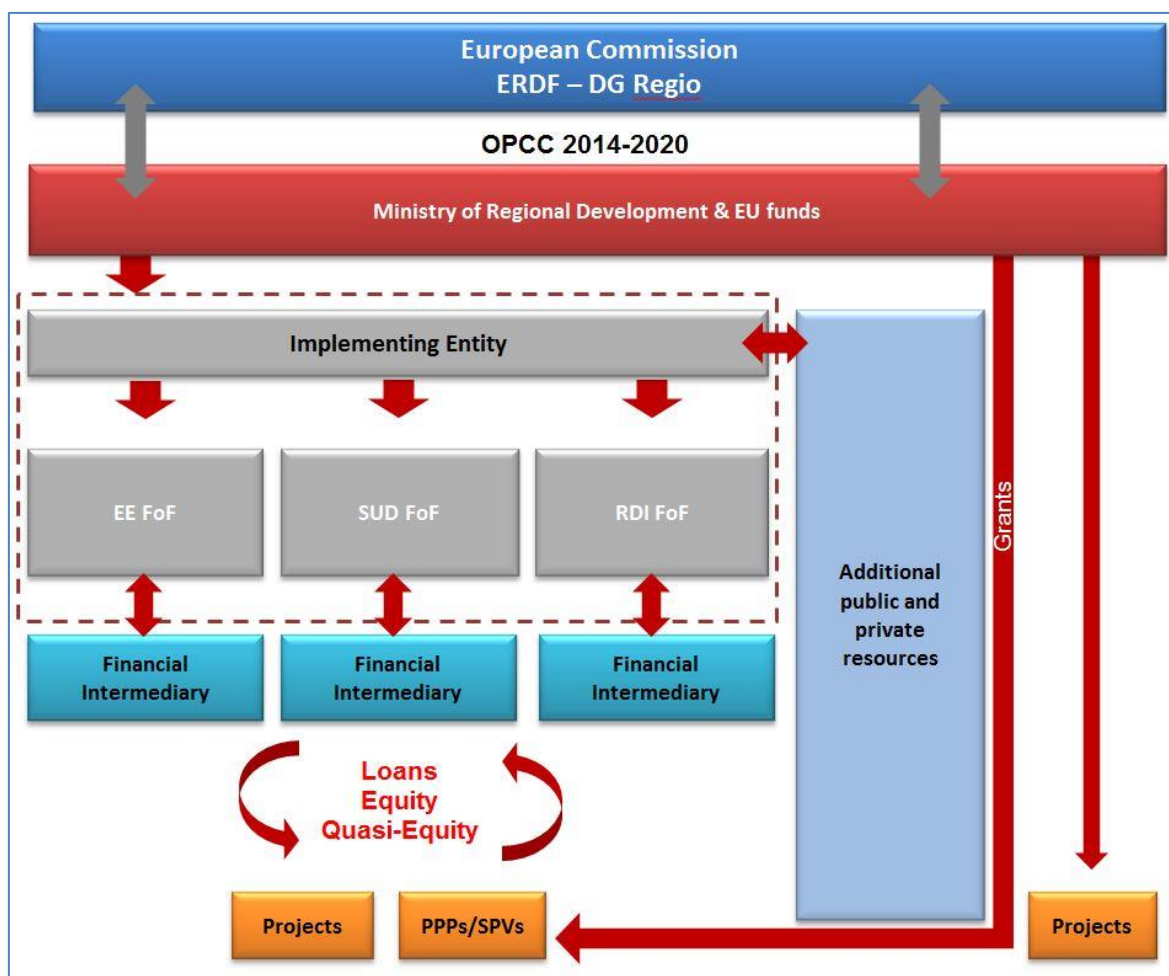 European Commission
ERDF – DG Regio
OPCC 2014-2020
Ministry of Regional Development & EU funds
Implementing Entity
EE FoF
SUD FoF
RDI FoF
Grants
Additional
public and
private
resources
Financial
Intermediary
Financial
Intermediary
Financial
Intermediary
Loans
Equity
Quasi-Equity
Projects
PPPs/SPVs
Projects